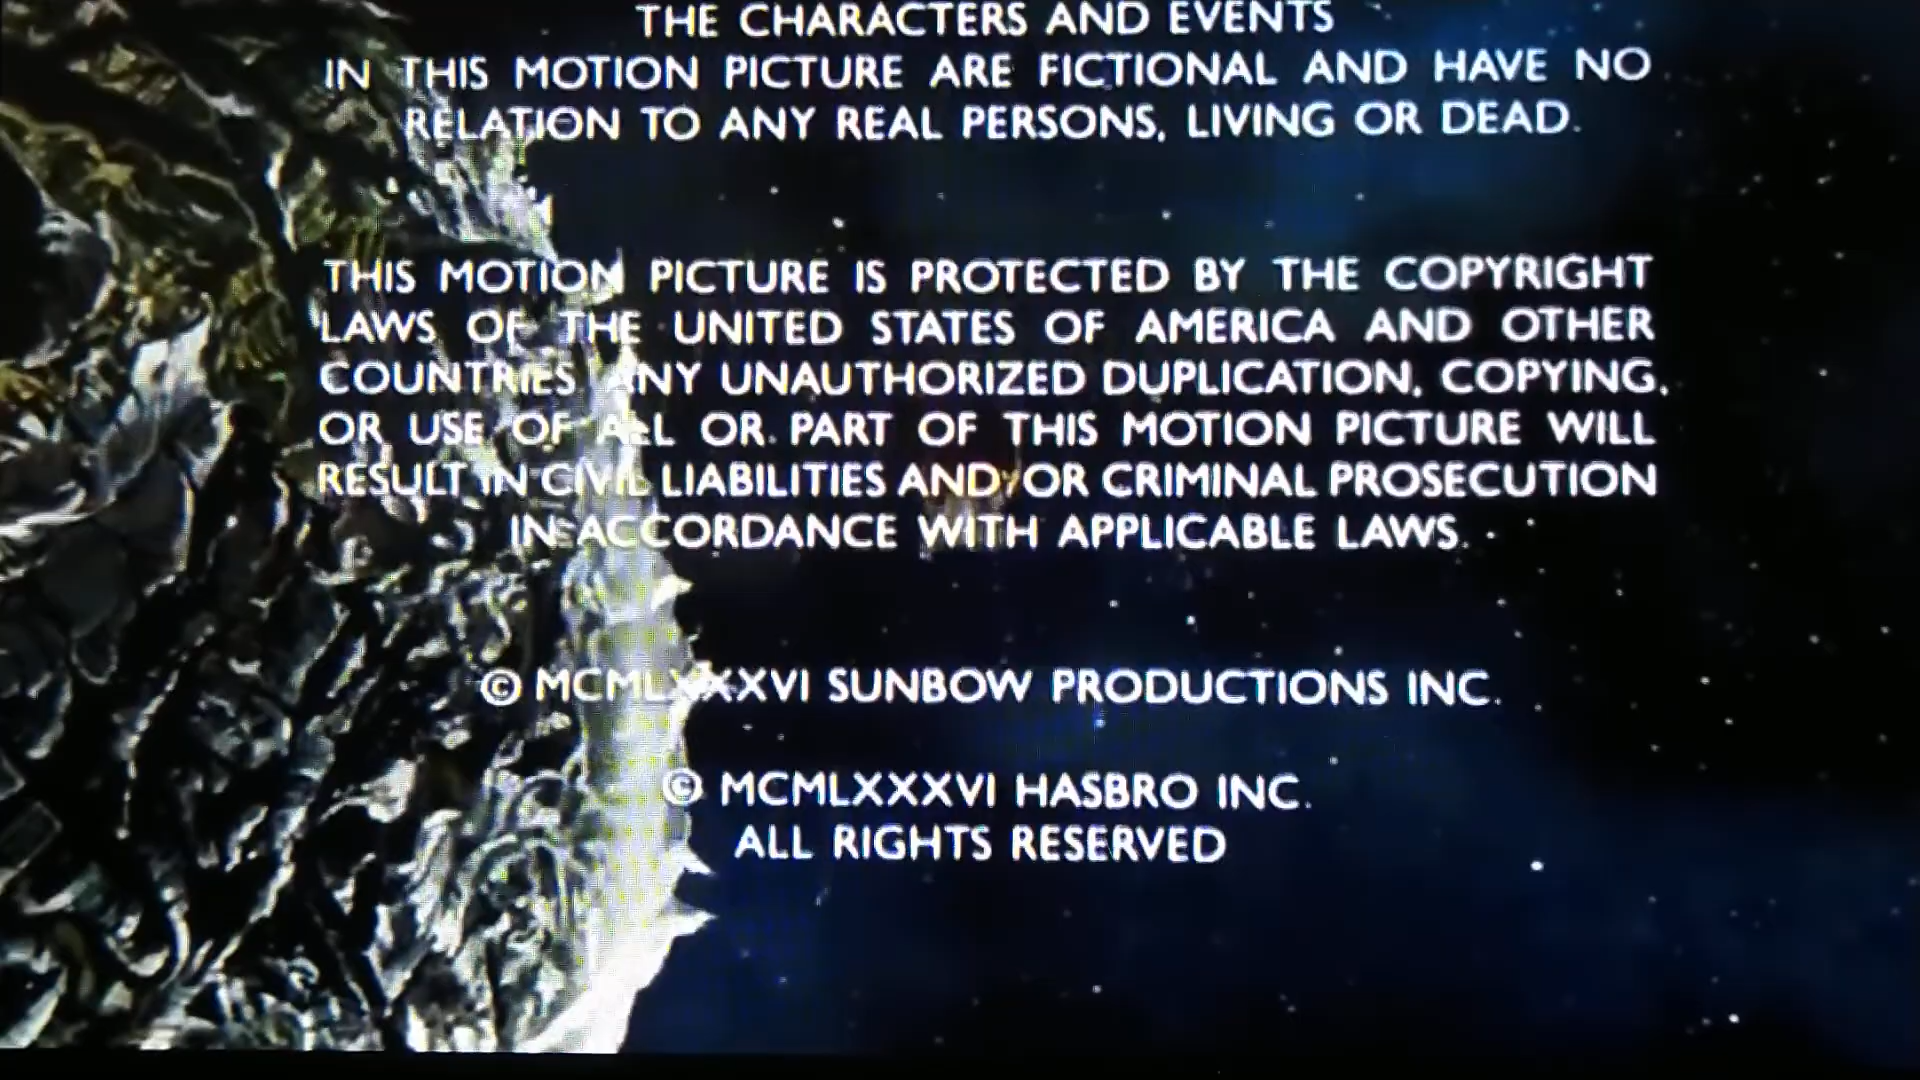 THE CHARACTERS AND EVENTS
IN THIS MOTION PICTURE ARE FICTIONAL AND HAVE NO
RELATION TO ANY REAL PERSONS, LIVING OR DEAD.
THIS MOTION PICTURE IS PROTECTED BY THE COPYRIGHT
LAWS OF THE UNITED STATES OF AMERICA AND OTHER
COUNTRIES ANY UNAUTHORIZED DUPLICATION, COPYING,
OR USE OF ALL OR PART OF THIS MOTION PICTURE WILL
RESULT IN CIVIL LIABILITIES AND/OR CRIMINAL PROSECUTION
IN ACCORDANCE WITH APPLICABLE LAWS.
© MCMLXXXVI SUNBOW PRODUCTIONS INC.
© MCMLXXXVI HASBRO INC.
ALL RIGHTS RESERVED